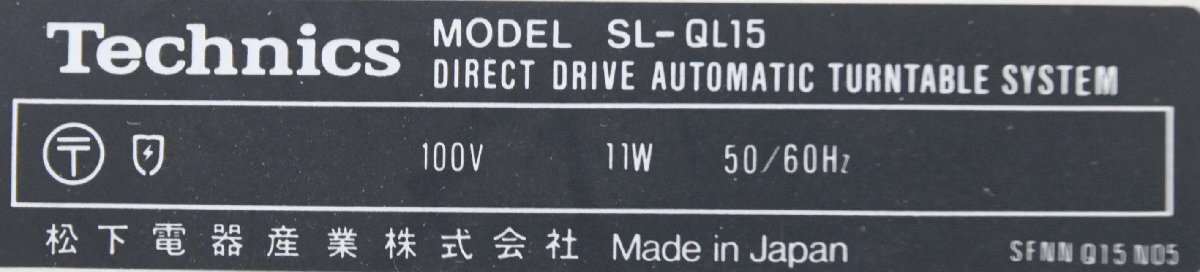 Technics MODEL SL-QL15
DIRECT DRIVE AUTOMATIC TURNTABLE SYSTEM
〒 100V 11W 50/60Hz
松下電器産業株式会社 Made in Japan SFNN Q15 N05